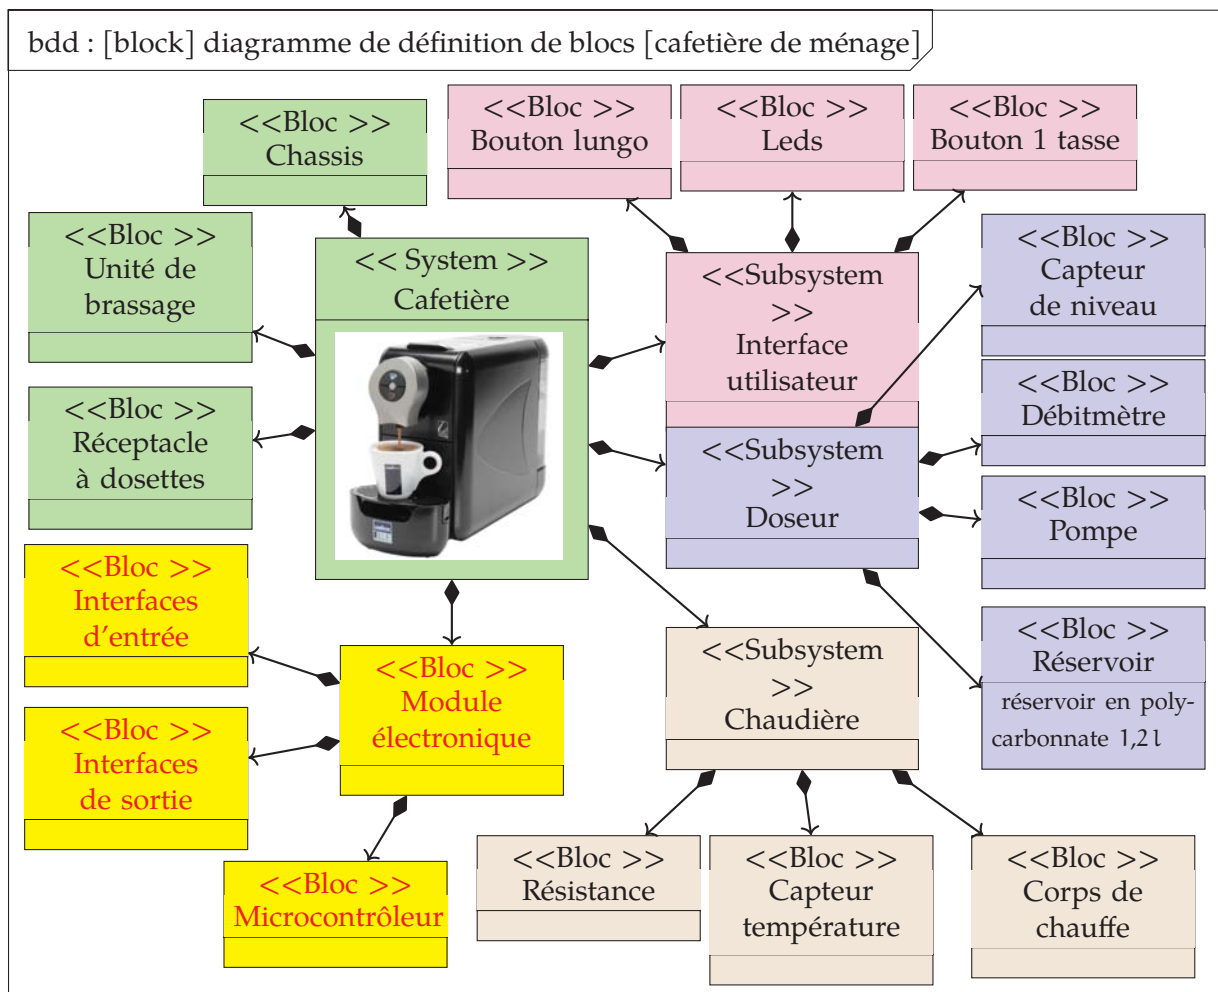 bdd : [block] diagramme de définition de blocs [cafetière de ménage]
<<Bloc >>
Chassis
<<Bloc >>
Bouton lungo
<<Bloc >>
Leds
<<Bloc >>
Bouton 1 tasse
<<Bloc >>
Unité de
brassage
<< System >>
Cafetière
<<Subsystem
>>
Interface
utilisateur
<<Bloc >>
Capteur
de niveau
<<Bloc >>
Réceptacle
à dosettes
<<Subsystem
>>
Doseur
<<Bloc >>
Débitmètre
<<Bloc >>
Pompe
<<Bloc >>
Interfaces
d'entrée
<<Bloc >>
Module
électronique
<<Subsystem
>>
Chaudière
<<Bloc >>
Réservoir
réservoir en poly-
carbonnate 1,2l
<<Bloc >>
Interfaces
de sortie
<<Bloc >>
Microcontrôleur
<<Bloc >>
Résistance
<<Bloc >>
Capteur
température
<<Bloc >>
Corps de
chauffe